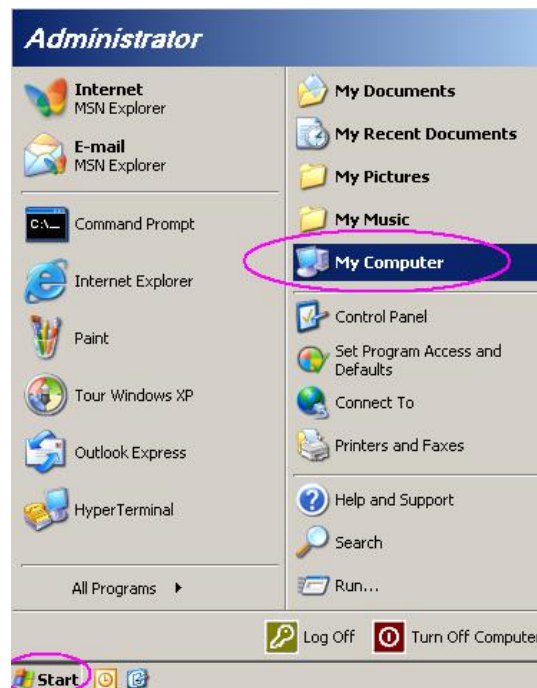 Administrator
Internet
MSN Explorer
E-mail
MSN Explorer
Command Prompt
Internet Explorer
Paint
Tour Windows XP
Outlook Express
HyperTerminal
All Programs
My Documents
My Recent Documents
My Pictures
My Music
My Computer
Control Panel
Set Program Access and
Defaults
Connect To
Printers and Faxes
Help and Support
Search
Run...
Log Off
Turn Off Computer
Start